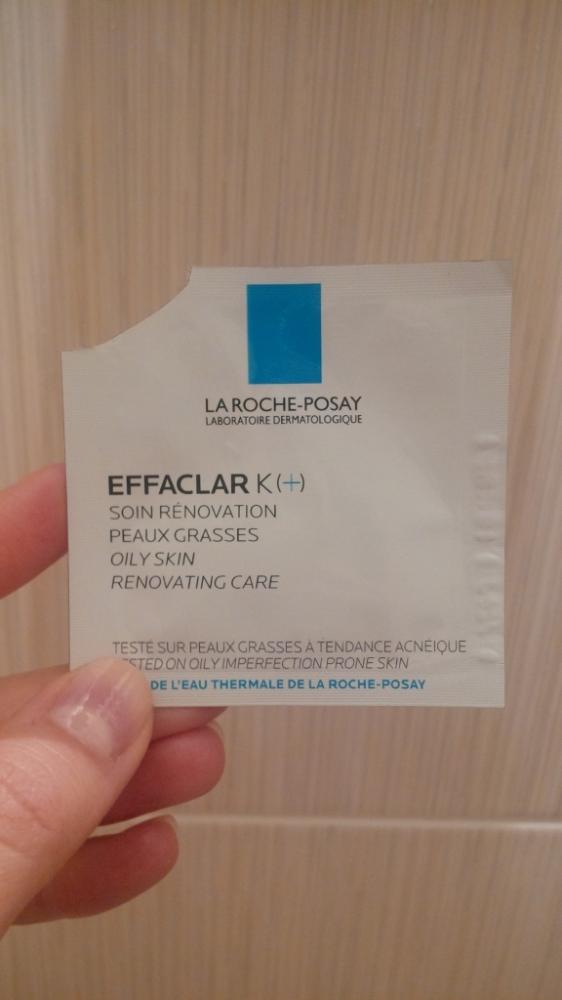 LA ROCHE-POSAY
LABORATOIRE DERMATOLOGIQUE
EFFACLAR K(+)
SOIN RÉNOVATION
PEAUX GRASSES
OILY SKIN
RENOVATING CARE
TESTÉ SUR PEAUX GRASSES À TENDANCE ACNÉIQUE
ON OILY IMPERFECTION PRONE SKIN
DE L'EAU THERMALE DE LA ROCHE-POSAY